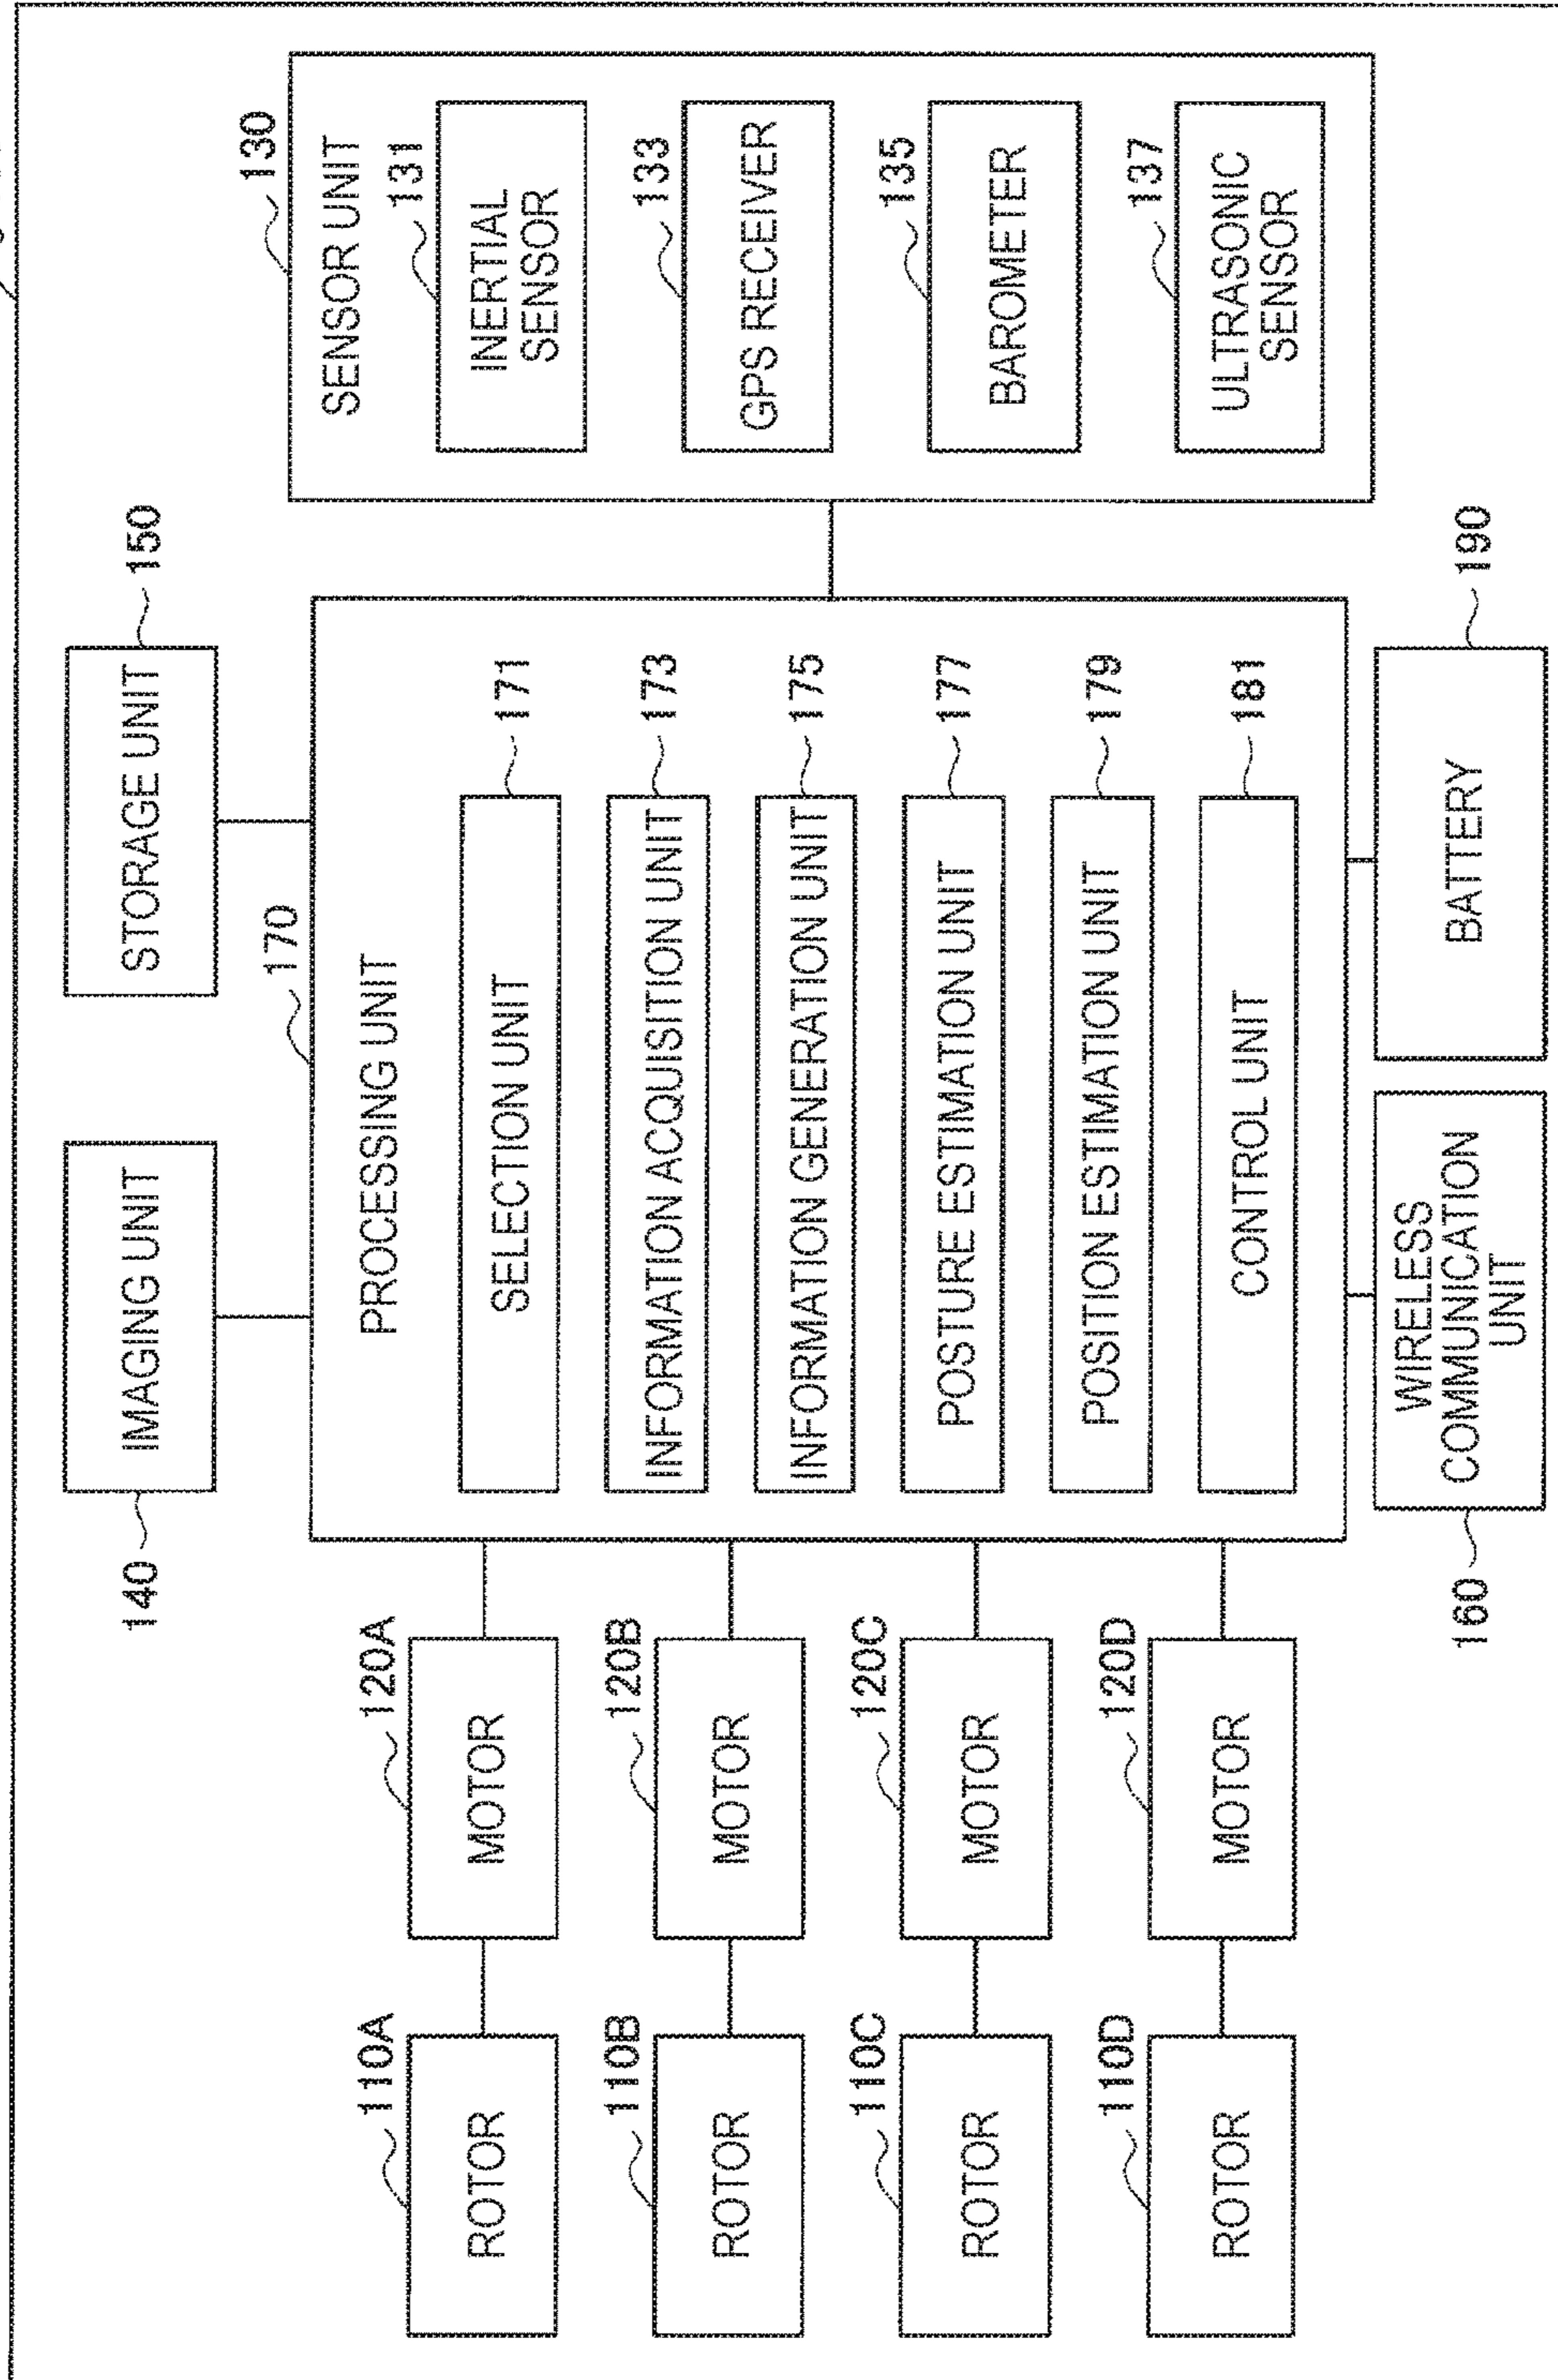 140
IMAGING UNIT
STORAGE UNIT
150
170
PROCESSING UNIT
SELECTION UNIT
171
INFORMATION ACQUISITION UNIT
173
INFORMATION GENERATION UNIT
175
POSTURE ESTIMATION UNIT
177
POSITION ESTIMATION UNIT
179
CONTROL UNIT
181
110A
ROTOR
120A
MOTOR
110B
ROTOR
120B
MOTOR
110C
ROTOR
120C
MOTOR
110D
ROTOR
120D
MOTOR
130
SENSOR UNIT
131
INERTIAL
SENSOR
133
GPS RECEIVER
135
BAROMETER
137
ULTRASONIC
SENSOR
160
WIRELESS
COMMUNICATION
UNIT
BATTERY
190